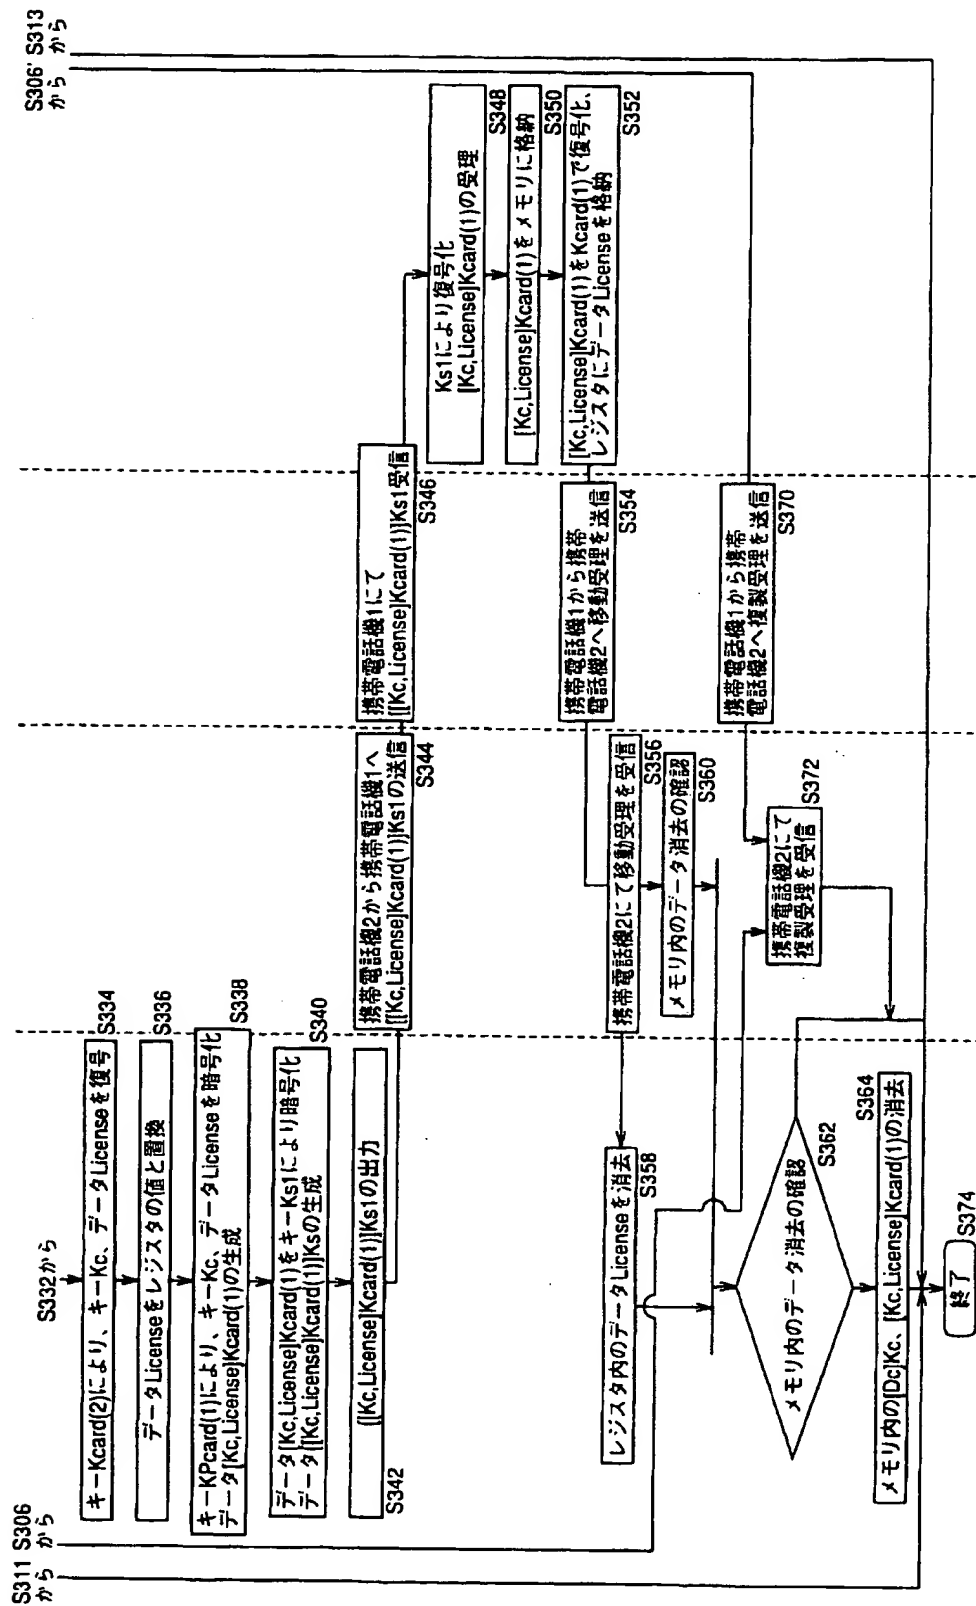 S332から
キーKcard(2)により、キーKc、データLicenseを復号
S334
データLicenseをレジスタの値と置換
S336
キーKPcard(1)により、キーKc、データLicenseを暗号化
データ[Kc,License]Kcard(1)の生成
S338
データ[Kc,License]Kcard(1)をキーKs1により暗号化
データ[[Kc,License]Kcard(1)]Ksの生成
S340
[[Kc,License]Kcard(1)]Ks1の出力
S342
携帯電話機2から携帯電話機1へ
[[Kc,License]Kcard(1)]Ks1の送信
S344
携帯電話機1にて
[[Kc,License]Kcard(1)]Ks1受信
S346
Ks1により復号化
[Kc,License]Kcard(1)の受理
S348
[Kc,License]Kcard(1)をメモリに格納
S350
[Kc,License]Kcard(1)をKcard(1)で復号化、
レジスタにデータLicenseを格納
S352
携帯電話機1から携帯
電話機2へ移動受理を送信
S354
携帯電話機2にて移動受理を受信
S356
レジスタ内のデータLicenseを消去
S358
メモリ内のデータ消去の確認
S360
メモリ内のデータ消去の確認
S362
メモリ内の[Dc]Kc、[Kc,License]Kcard(1)の消去
S364
携帯電話機1から携帯
電話機2へ複製受理を送信
S370
携帯電話機2にて
複製受理を受信
S372
終了
S374
S311
から
S306
から
S306'
から
S313
から